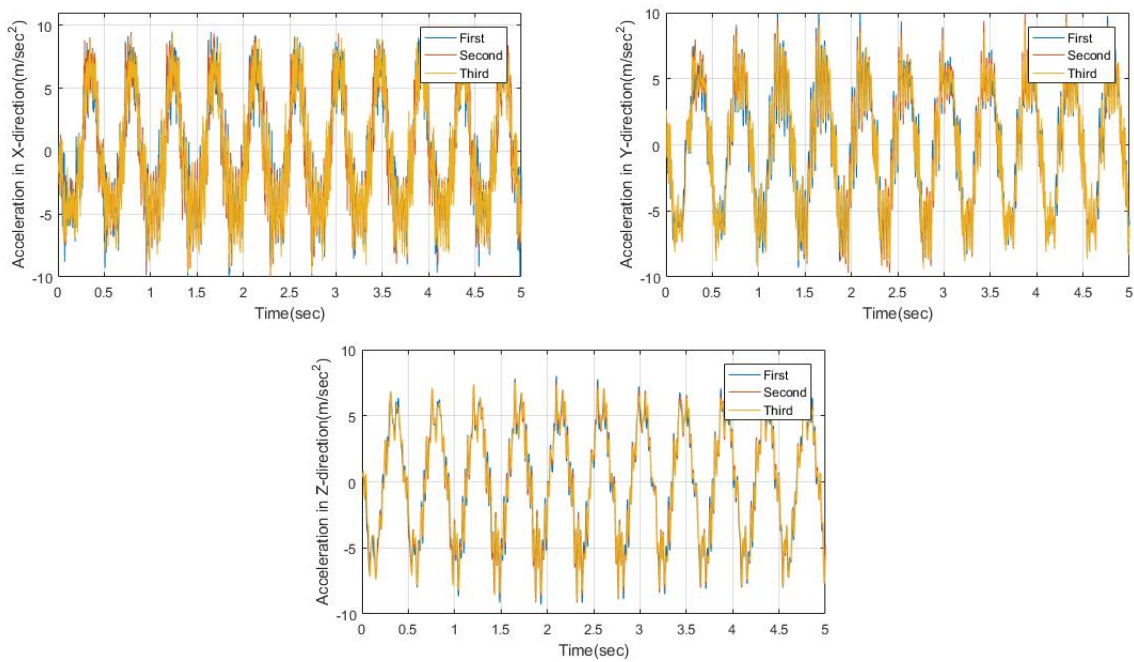 Acceleration in X-direction(m/sec²)
10
5
0
-5
-10
0 0.5 1 1.5 2 2.5 3 3.5 4 4.5 5
Time(sec)
First
Second
Third
Acceleration in Y-direction(m/sec²)
10
5
0
-5
-10
0 0.5 1 1.5 2 2.5 3 3.5 4 4.5 5
Time(sec)
First
Second
Third
Acceleration in Z-direction(m/sec²)
10
5
0
-5
-10
0 0.5 1 1.5 2 2.5 3 3.5 4 4.5 5
Time(sec)
First
Second
Third